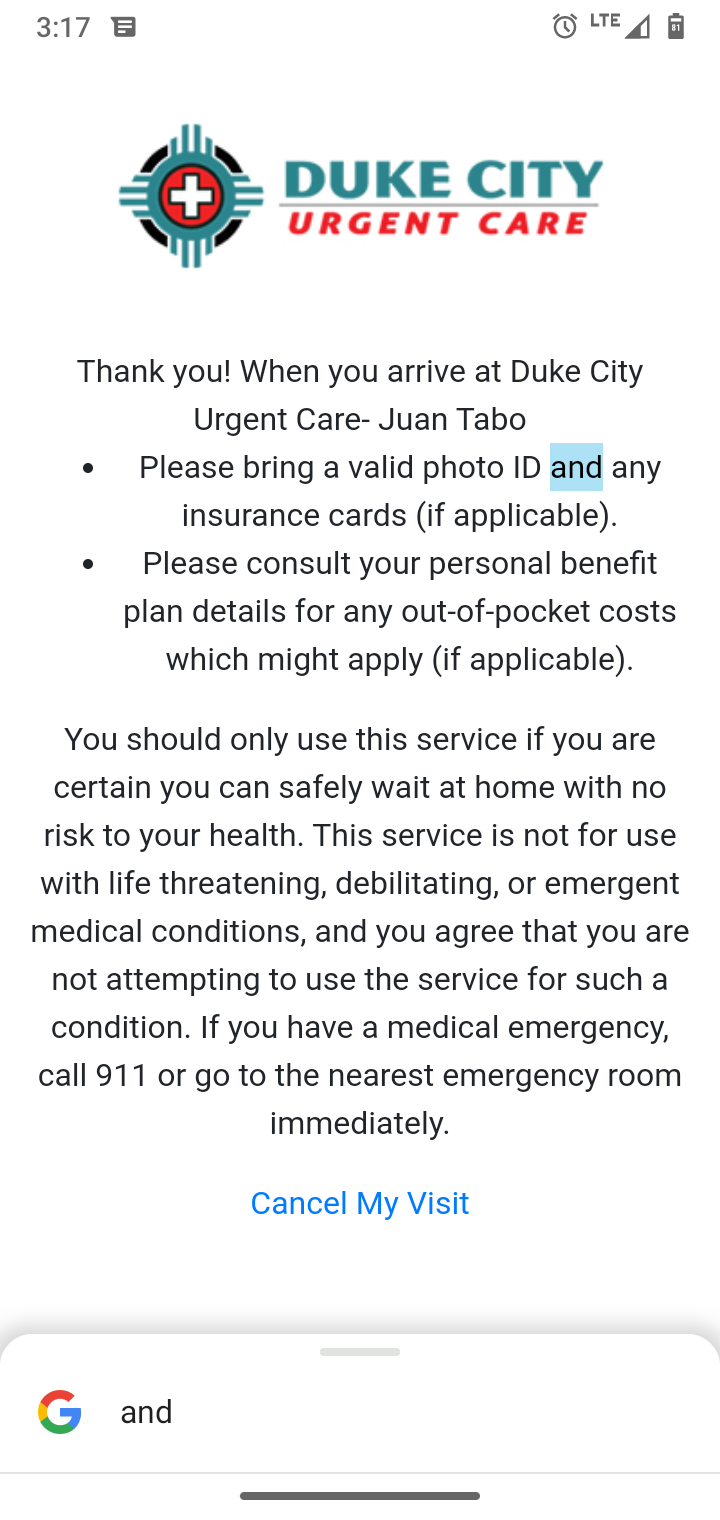 3:17
LTE
81
DUKE CITY
URGENT CARE
Thank you! When you arrive at Duke City
Urgent Care- Juan Tabo
• Please bring a valid photo ID and any
insurance cards (if applicable).
• Please consult your personal benefit
plan details for any out-of-pocket costs
which might apply (if applicable).
You should only use this service if you are
certain you can safely wait at home with no
risk to your health. This service is not for use
with life threatening, debilitating, or emergent
medical conditions, and you agree that you are
not attempting to use the service for such a
condition. If you have a medical emergency,
call 911 or go to the nearest emergency room
immediately.
Cancel My Visit
G
and